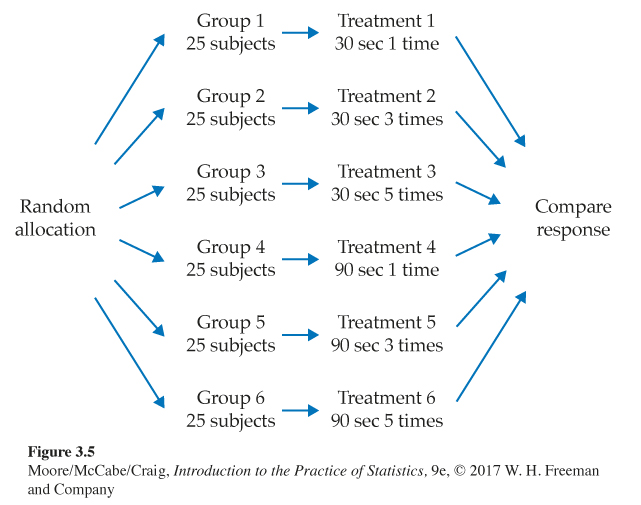 Random
allocation
Group 1
25 subjects
Treatment 1
30 sec 1 time
Group 2
25 subjects
Treatment 2
30 sec 3 times
Group 3
25 subjects
Treatment 3
30 sec 5 times
Group 4
25 subjects
Treatment 4
90 sec 1 time
Group 5
25 subjects
Treatment 5
90 sec 3 times
Group 6
25 subjects
Treatment 6
90 sec 5 times
Compare
response
Figure 3.5
Moore/McCabe/Craig, Introduction to the Practice of Statistics, 9e, © 2017 W. H. Freeman
and Company